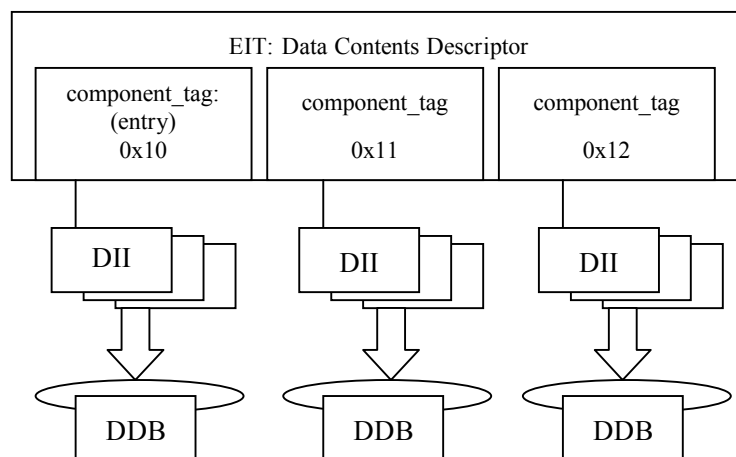 EIT: Data Contents Descriptor
component_tag:
(entry)
0x10
component_tag
0x11
component_tag
0x12
DII
DII
DII
DDB
DDB
DDB